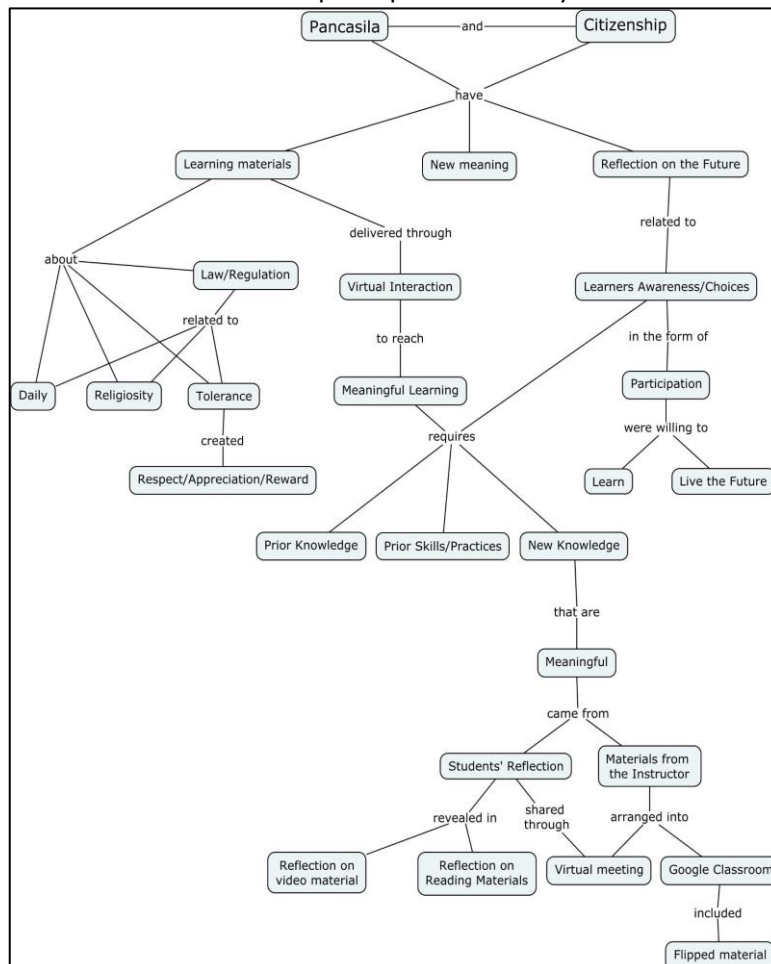 Pancasila and Citizenship
have
Learning materials
New meaning
Reflection on the Future
related to
delivered through
about
Law/Regulation
Virtual Interaction
Learners Awareness/Choices
related to
to reach
in the form of
Daily
Religiosity
Tolerance
Meaningful Learning
Participation
created
requires
were willing to
Respect/Appreciation/Reward
Learn
Live the Future
Prior Knowledge
Prior Skills/Practices
New Knowledge
that are
Meaningful
came from
Students' Reflection
Materials from
the Instructor
revealed in
shared
through
arranged into
Reflection on
video material
Reflection on
Reading Materials
Virtual meeting
Google Classroom
included
Flipped material